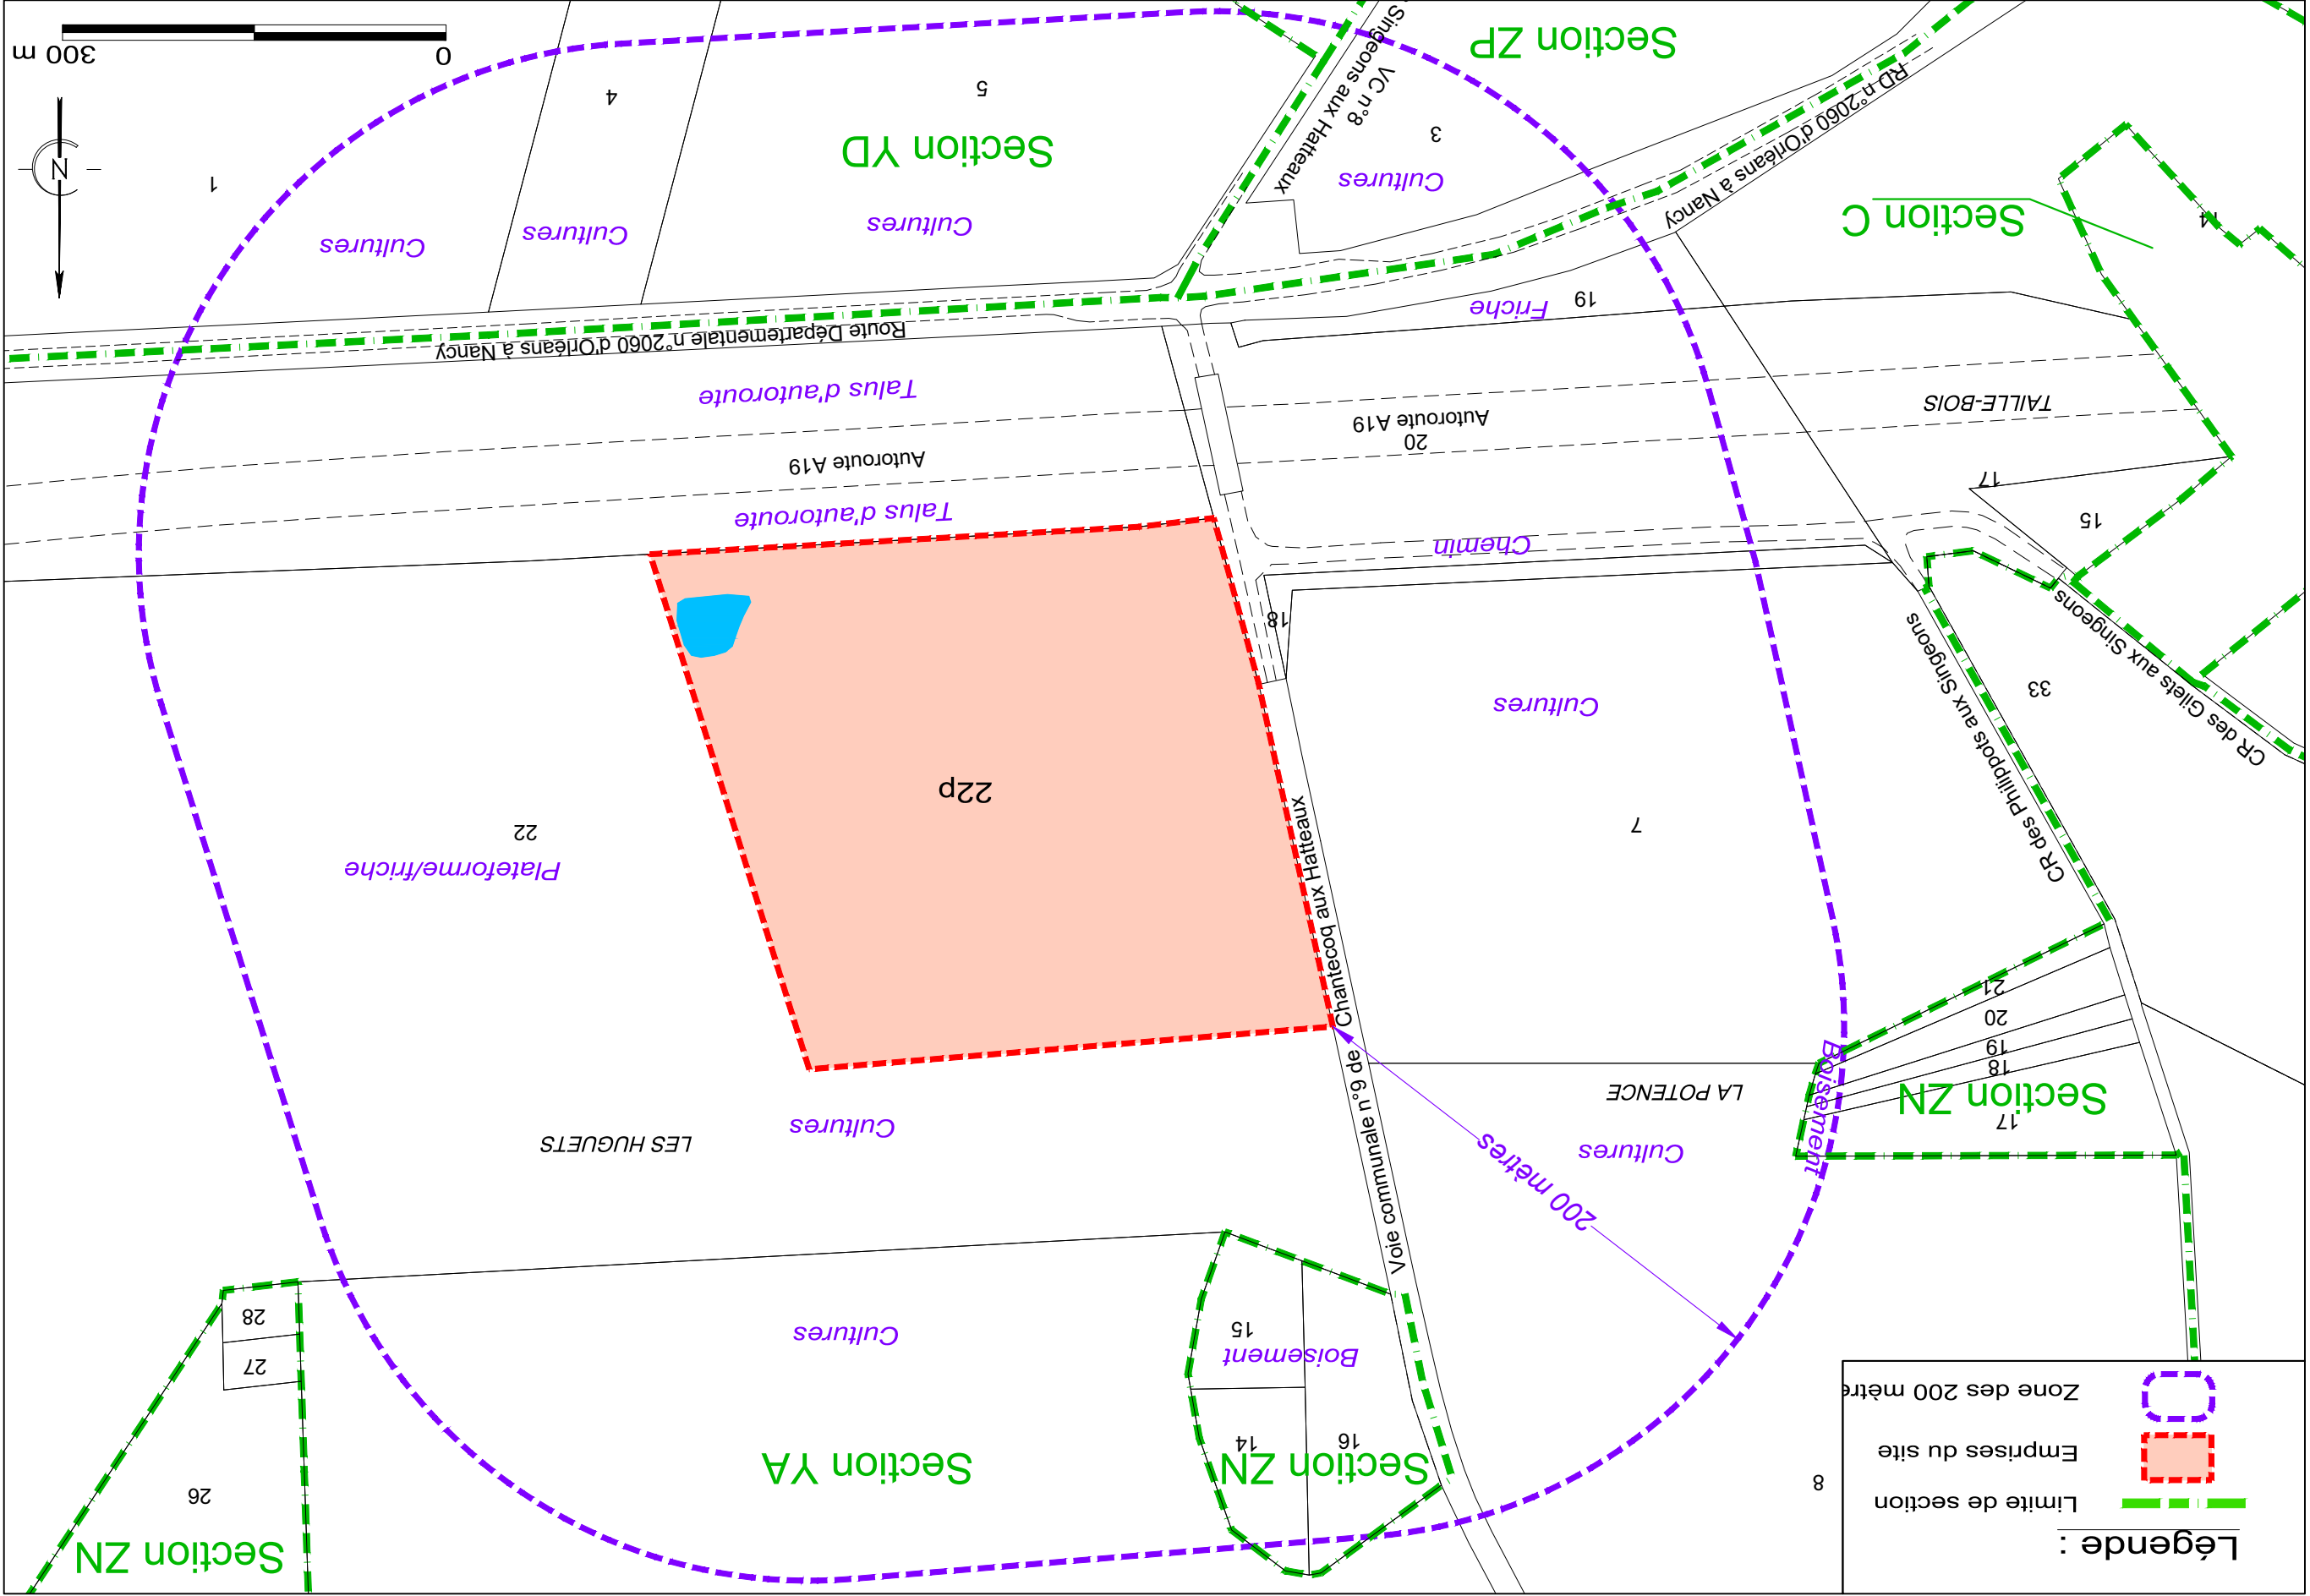 Légende :
Limite de section
Emprises du site
Zone des 200 mètre
8
Section ZN
26
27
28
Section YA
Cultures
Section ZN
14
16
15
Boisement
Voie communale n°9 de Chantecoq aux Hatteaux
200 mètres
Cultures
LA POTENCE
Boisement
Section ZN
17
18
19
20
21
LES HUGUETS
Cultures
Plateforme/friche
22
22p
7
Cultures
CR des Philippots aux Singeons
33
CR des Gilets aux Singeons
18
Chemin
15
17
TAILLE-BOIS
Talus d'autoroute
Autoroute A19
20
Autoroute A19
Talus d'autoroute
Route Départementale n°2060 d'Orléans à Nancy
19
Friche
Section C
14
RD n°2060 d'Orléans à Nancy
Cultures
3
VC n°8
Singeons aux Hatteaux
Section ZP
Cultures
Section YD
5
Cultures
4
Cultures
1
N
0
300 m